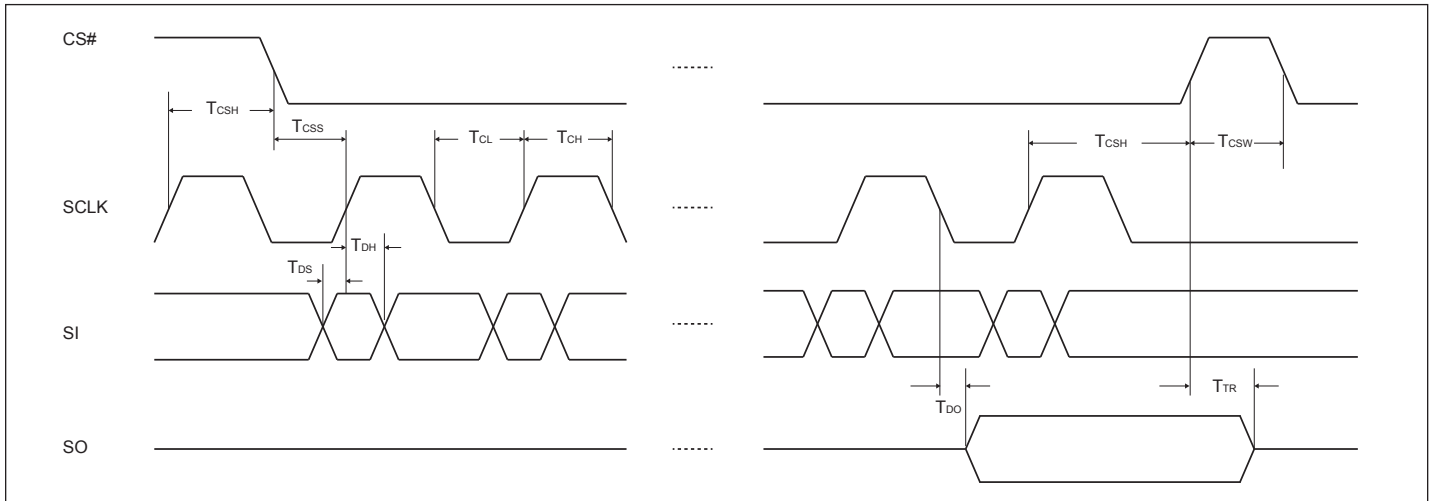 CS#
TCSH
TCSS
TCL
TCH
TCSH
TCSW
SCLK
TDH
TDS
SI
TDO
TTR
SO